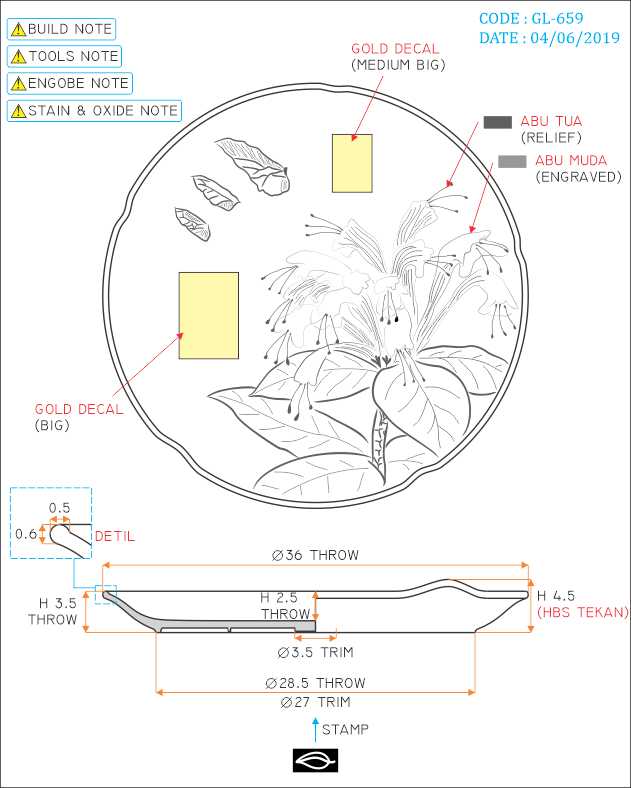 BUILD NOTE
TOOLS NOTE
ENGOBE NOTE
STAIN & OXIDE NOTE
CODE : GL-659
DATE : 04/06/2019
GOLD DECAL
(MEDIUM BIG)
ABU TUA
(RELIEF)
ABU MUDA
(ENGRAVED)
GOLD DECAL
(BIG)
0.5
0.6
DETIL
Ø36 THROW
H 3.5
THROW
H 2.5
THROW
H 4.5
(HBS TEKAN)
Ø3.5 TRIM
Ø28.5 THROW
Ø27 TRIM
STAMP